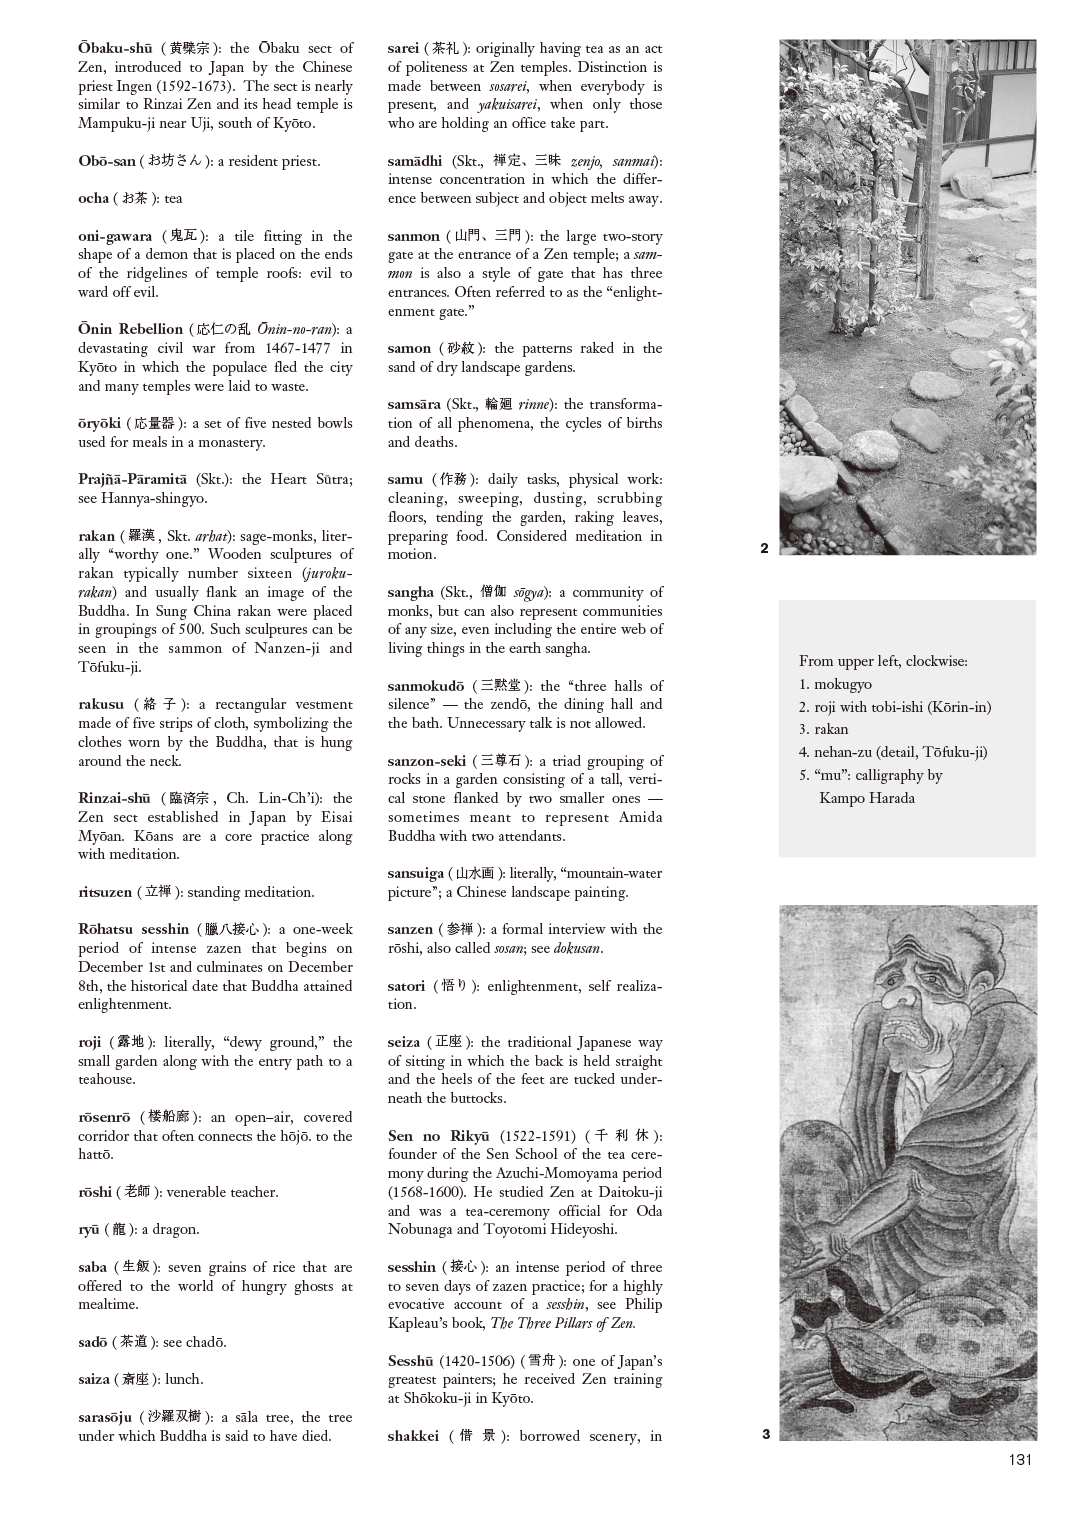 Ōbaku-shū (黄檗宗): the Ōbaku sect of
Zen, introduced to Japan by the Chinese
priest Ingen (1592-1673). The sect is nearly
similar to Rinzai Zen and its head temple is
Mampuku-ji near Uji, south of Kyōto.
Obō-san (お坊さん): a resident priest.
ocha (お茶): tea
oni-gawara (鬼瓦): a tile fitting in the
shape of a demon that is placed on the ends
of the ridgelines of temple roofs: evil to
ward off evil.
Ōnin Rebellion (応仁の乱 Ōnin-no-ran): a
devastating civil war from 1467-1477 in
Kyōto in which the populace fled the city
and many temples were laid to waste.
ōryōki (応量器): a set of five nested bowls
used for meals in a monastery.
Prajñā-Pāramitā (Skt.): the Heart Sūtra;
see Hannya-shingyo.
rakan (羅漢, Skt. arhat): sage-monks, liter-
ally “worthy one.” Wooden sculptures of
rakan typically number sixteen (juroku-
rakan) and usually flank an image of the
Buddha. In Sung China rakan were placed
in groupings of 500. Such sculptures can be
seen in the sammon of Nanzen-ji and
Tōfuku-ji.
rakusu (絡子): a rectangular vestment
made of five strips of cloth, symbolizing the
clothes worn by the Buddha, that is hung
around the neck.
Rinzai-shū (臨済宗, Ch. Lin-Ch’i): the
Zen sect established in Japan by Eisai
Myōan. Kōans are a core practice along
with meditation.
ritsuzen (立禅): standing meditation.
Rōhatsu sesshin (臘八接心): a one-week
period of intense zazen that begins on
December 1st and culminates on December
8th, the historical date that Buddha attained
enlightenment.
roji (露地): literally, “dewy ground,” the
small garden along with the entry path to a
teahouse.
rōsenrō (楼船廊): an open–air, covered
corridor that often connects the hōjō. to the
hattō.
rōshi (老師): venerable teacher.
ryū (龍): a dragon.
saba (生飯): seven grains of rice that are
offered to the world of hungry ghosts at
mealtime.
sadō (茶道): see chadō.
saiza (斎座): lunch.
sarasōju (沙羅双樹): a sāla tree, the tree
under which Buddha is said to have died.
sarei (茶礼): originally having tea as an act
of politeness at Zen temples. Distinction is
made between sosarei, when everybody is
present, and yakuisarei, when only those
who are holding an office take part.
samādhi (Skt., 禅定、三昧 zenjo, sanmai):
intense concentration in which the differ-
ence between subject and object melts away.
sanmon (山門、三門): the large two-story
gate at the entrance of a Zen temple; a sam-
mon is also a style of gate that has three
entrances. Often referred to as the “enlight-
enment gate.”
samon (砂紋): the patterns raked in the
sand of dry landscape gardens.
samsāra (Skt., 輪廻 rinne): the transforma-
tion of all phenomena, the cycles of births
and deaths.
samu (作務): daily tasks, physical work:
cleaning, sweeping, dusting, scrubbing
floors, tending the garden, raking leaves,
preparing food. Considered meditation in
motion.
sangha (Skt., 僧伽 sōgya): a community of
monks, but can also represent communities
of any size, even including the entire web of
living things in the earth sangha.
sanmokudō (三黙堂): the “three halls of
silence” — the zendō, the dining hall and
the bath. Unnecessary talk is not allowed.
sanzon-seki (三尊石): a triad grouping of
rocks in a garden consisting of a tall, verti-
cal stone flanked by two smaller ones —
sometimes meant to represent Amida
Buddha with two attendants.
sansuiga (山水画): literally, “mountain-water
picture”; a Chinese landscape painting.
sanzen (参禅): a formal interview with the
rōshi, also called sosan; see dokusan.
satori (悟り): enlightenment, self realiza-
tion.
seiza (正座): the traditional Japanese way
of sitting in which the back is held straight
and the heels of the feet are tucked under-
neath the buttocks.
Sen no Rikyū (1522-1591) (千利休):
founder of the Sen School of the tea cere-
mony during the Azuchi-Momoyama period
(1568-1600). He studied Zen at Daitoku-ji
and was a tea-ceremony official for Oda
Nobunaga and Toyotomi Hideyoshi.
sesshin (接心): an intense period of three
to seven days of zazen practice; for a highly
evocative account of a sesshin, see Philip
Kapleau’s book, The Three Pillars of Zen.
Sesshū (1420-1506) (雪舟): one of Japan’s
greatest painters; he received Zen training
at Shōkoku-ji in Kyōto.
shakkei (借景): borrowed scenery, in
2
From upper left, clockwise:
1. mokugyo
2. roji with tobi-ishi (Kōrin-in)
3. rakan
4. nehan-zu (detail, Tōfuku-ji)
5. “mu”: calligraphy by
Kampo Harada
3
131